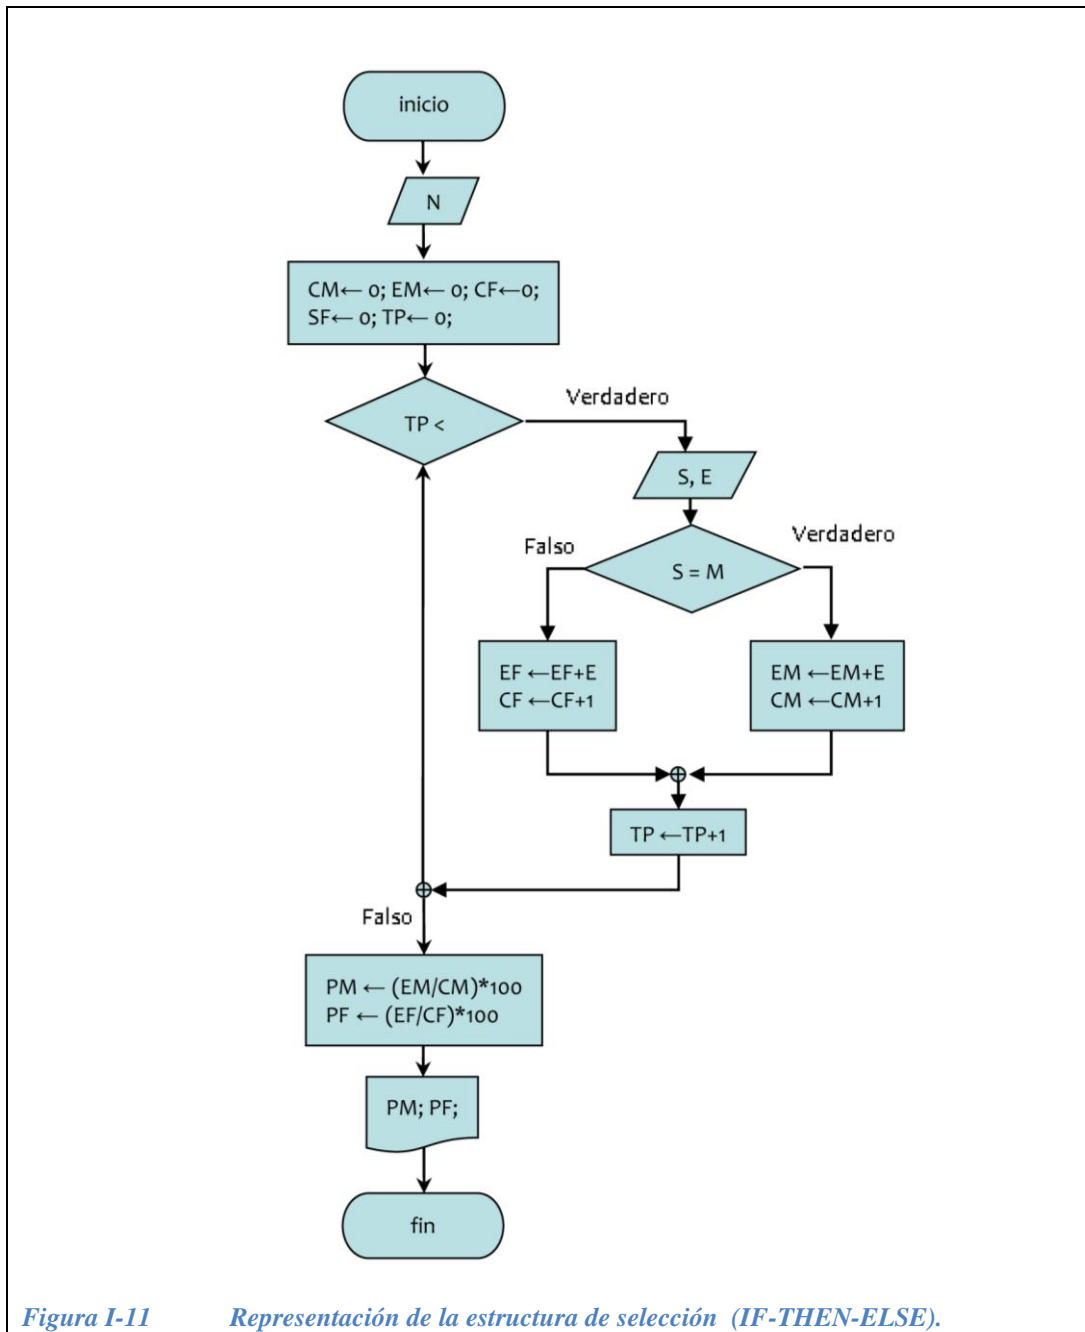 inicio
N
CM← 0; EM← 0; CF←0;
SF← 0; TP← 0;
TP <
Verdadero
S, E
Falso
Verdadero
S = M
EF ←EF+E
CF ←CF+1
EM ←EM+E
CM ←CM+1
TP ←TP+1
Falso
PM ← (EM/CM)*100
PF ← (EF/CF)*100
PM; PF;
fin
Figura I-11 Representación de la estructura de selección (IF-THEN-ELSE).